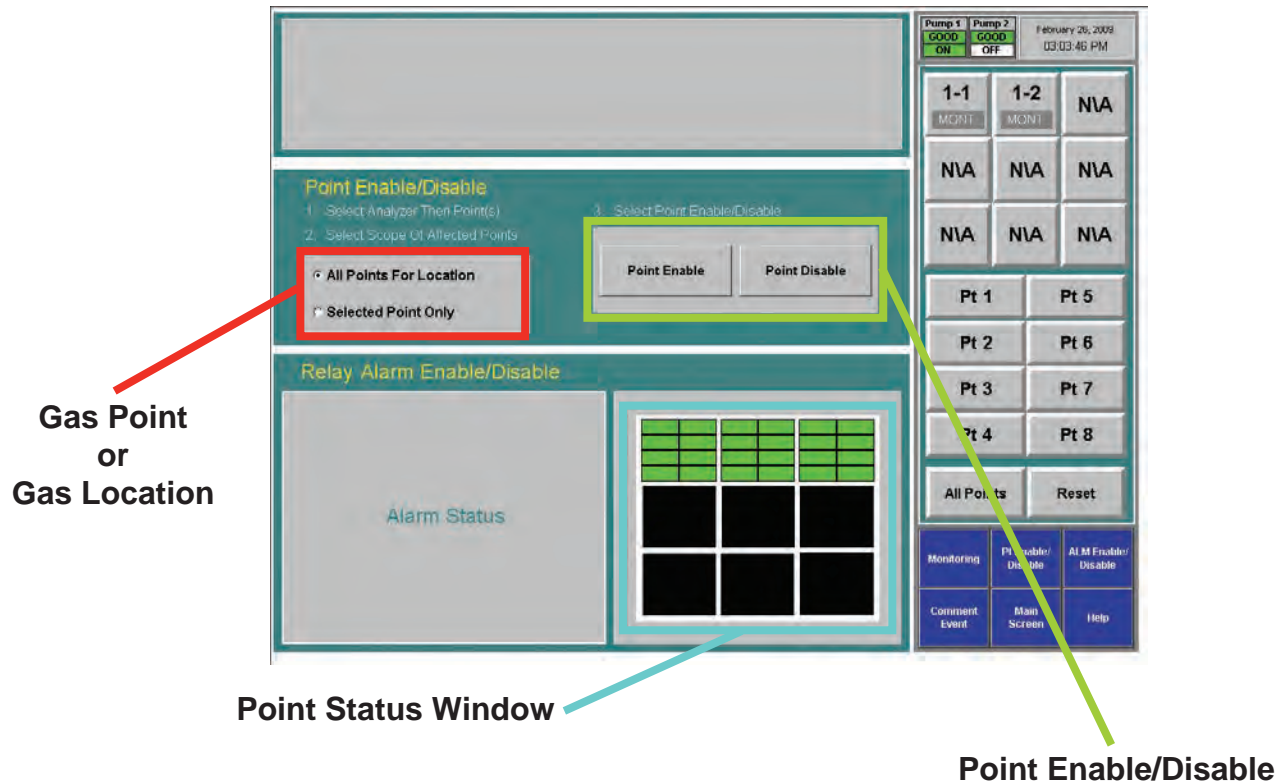 Pump 1 Pump 2
GOOD GOOD
ON OFF
February 26, 2009
03:03:46 PM
1-1 1-2 N\A
MONT MONT
N\A N\A N\A
N\A N\A N\A
Point Enable/Disable
1. Select Analyzer Then Point(s)
2. Select Scope Of Affected Points
3. Select Point Enable/Disable
All Points For Location
Selected Point Only
Point Enable Point Disable
Pt 1 Pt 5
Pt 2 Pt 6
Pt 3 Pt 7
Pt 4 Pt 8
All Points Reset
Relay Alarm Enable/Disable
Alarm Status
Monitoring Pt Enable/ ALM Enable/
Disable Disable
Comment Main Help
Event Screen
Gas Point
or
Gas Location
Point Status Window
Point Enable/Disable